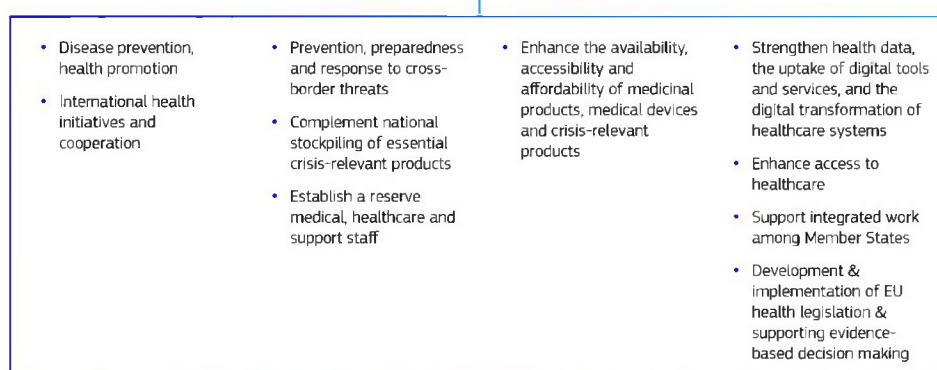 • Disease prevention,
health promotion
• International health
initiatives and
cooperation
• Prevention, preparedness
and response to cross-
border threats
• Complement national
stockpiling of essential
crisis-relevant products
• Establish a reserve
medical, healthcare and
support staff
• Enhance the availability,
accessibility and
affordability of medicinal
products, medical devices
and crisis-relevant
products
• Strengthen health data,
the uptake of digital tools
and services, and the
digital transformation of
healthcare systems
• Enhance access to
healthcare
• Support integrated work
among Member States
• Development &
implementation of EU
health legislation &
supporting evidence-
based decision making